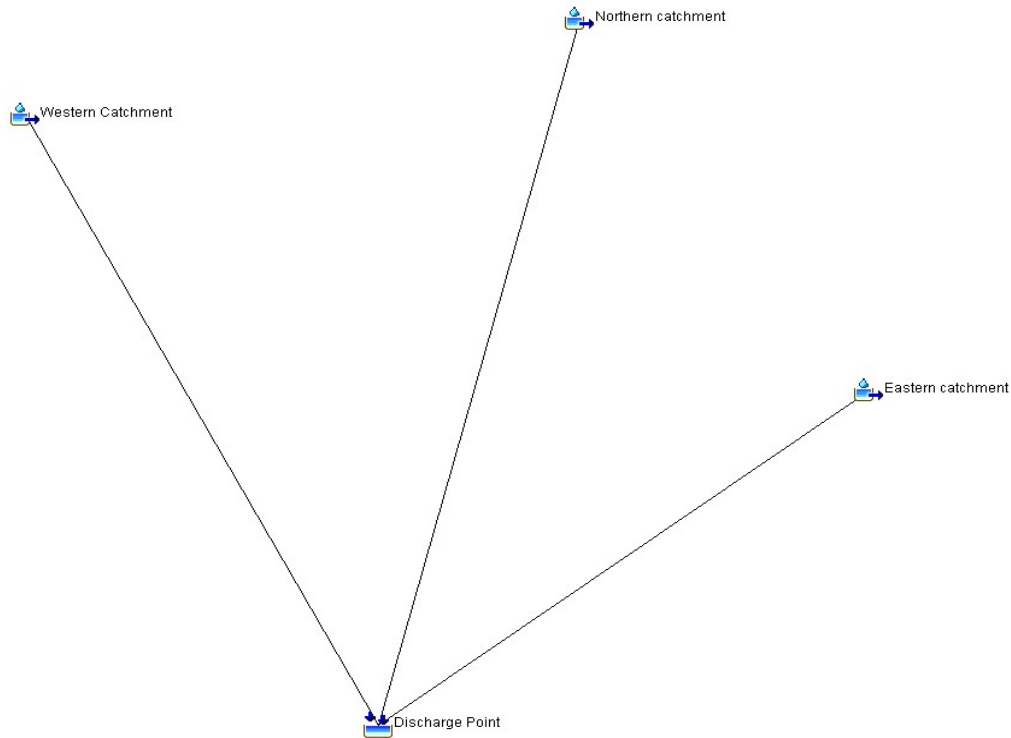 Northern catchment
Western Catchment
Eastern catchment
Discharge Point